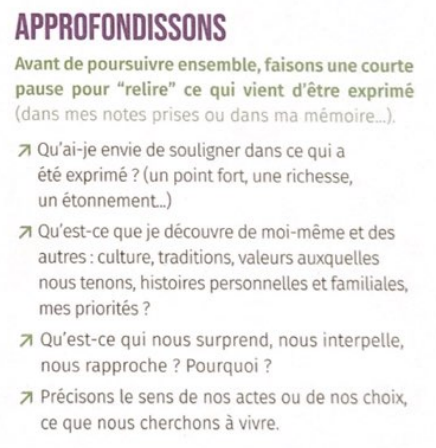 APPROFONDISSONS
Avant de poursuivre ensemble, faisons une courte
pause pour “relire” ce qui vient d’être exprimé
(dans mes notes prises ou dans ma mémoire...).
↗ Qu’ai-je envie de souligner dans ce qui a
été exprimé ? (un point fort, une richesse,
un étonnement...)
↗ Qu’est-ce que je découvre de moi-même et des
autres : culture, traditions, valeurs auxquelles
nous tenons, histoires personnelles et familiales,
mes priorités ?
↗ Qu’est-ce qui nous surprend, nous interpelle,
nous rapproche ? Pourquoi ?
↗ Précisons le sens de nos actes ou de nos choix,
ce que nous cherchons à vivre.